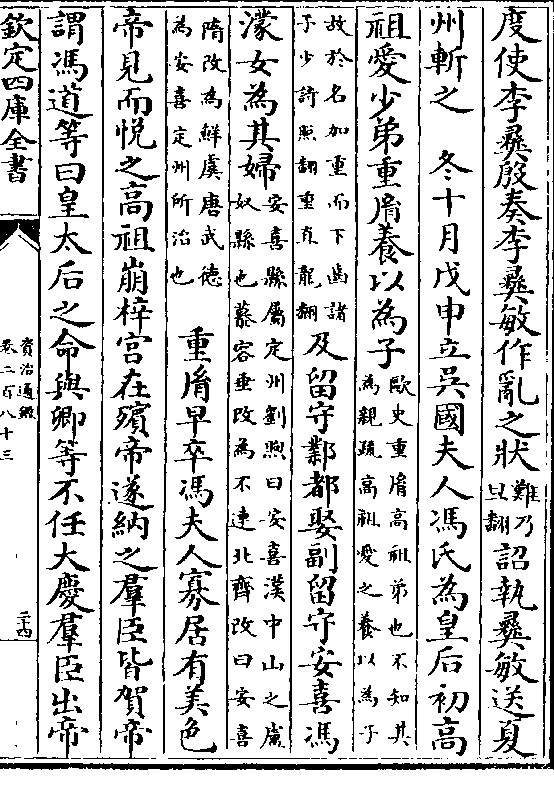 度使李彛殷奏李彛敏作亂之狀
難乃
旦翻
詔執彛敏送夏
州斬之　冬十月戊申立吳國夫人馮氏為皇后初高
祖愛少弟重𦙍養以為子
歐史重𦙍高祖弟也不知其
為親疏高祖愛之養以為子
故於名加重而下齒諸
子少詩照翻重直龍翻
及留守鄴都娶副留守安喜馮
濛女為其婦
安喜縣屬定州劉煦曰安喜漢中山之盧
奴縣也慕容垂改為不連北齊改曰安喜
隋改為鮮虞唐武德
為安喜定州所治也
重𦙍早卒馮夫人寡居有美色
帝見而悅之高祖崩梓宮在殯帝遂納之羣臣皆賀帝
謂馮道等曰皇太后之命與卿等不任大慶羣臣出帝
欽定四庫全書
資治通鑑
卷二百八十三
二十四